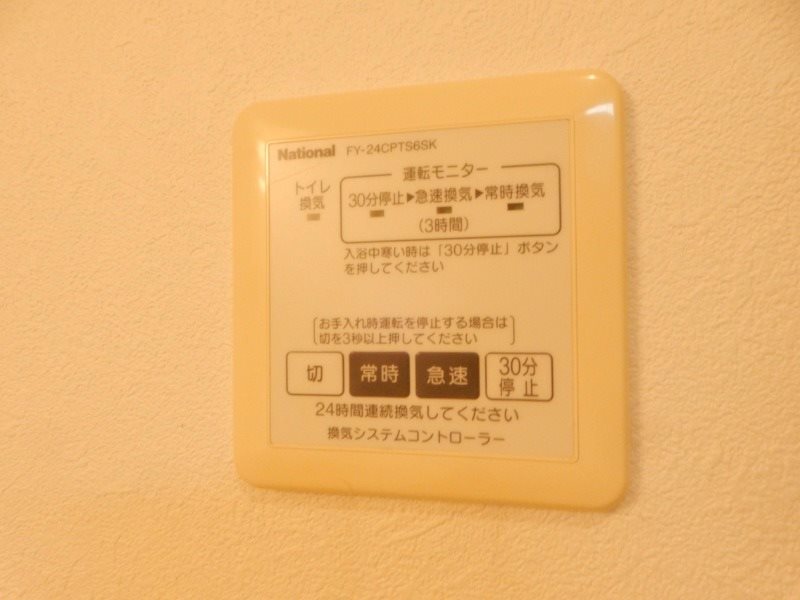 National FY-24CPTS6SK
運転モニター
トイレ
換気
30分停止▶急速換気▶常時換気
(3時間)
入浴中寒い時は「30分停止」ボタン
を押してください
お手入れ時運転を停止する場合は
切を3秒以上押してください
切 常時 急速 30分
停止
24時間連続換気してください
換気システムコントローラー